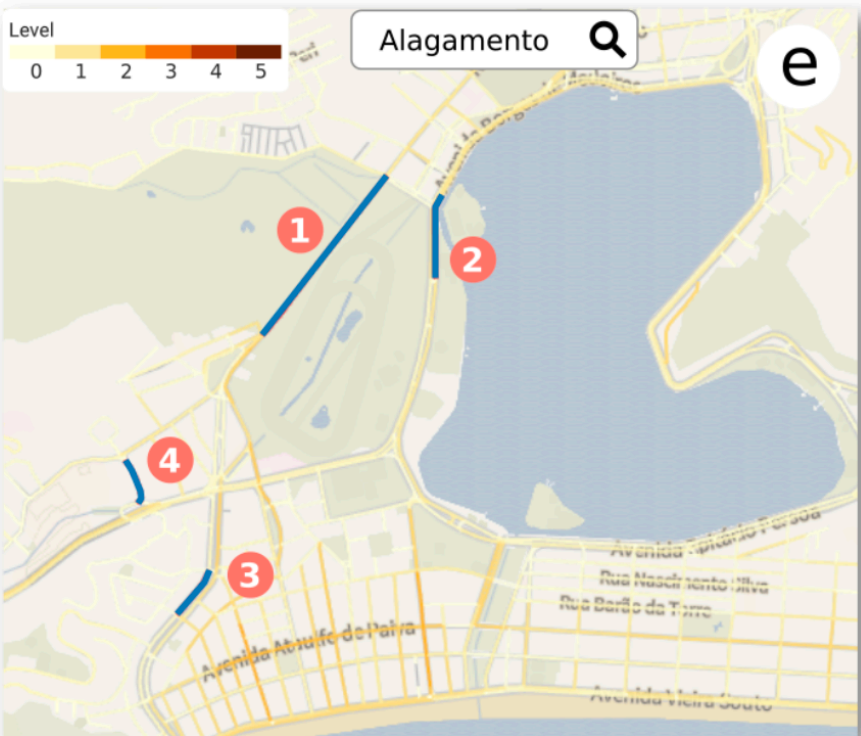 Level
0 1 2 3 4 5
Alagamento
e
1
2
4
3
Avenida Epitácio Pessoa
Rua Nascimento Silva
Rua Barão da Torre
Avenida Ataulfo de Paiva
Avenida Vieira Souto